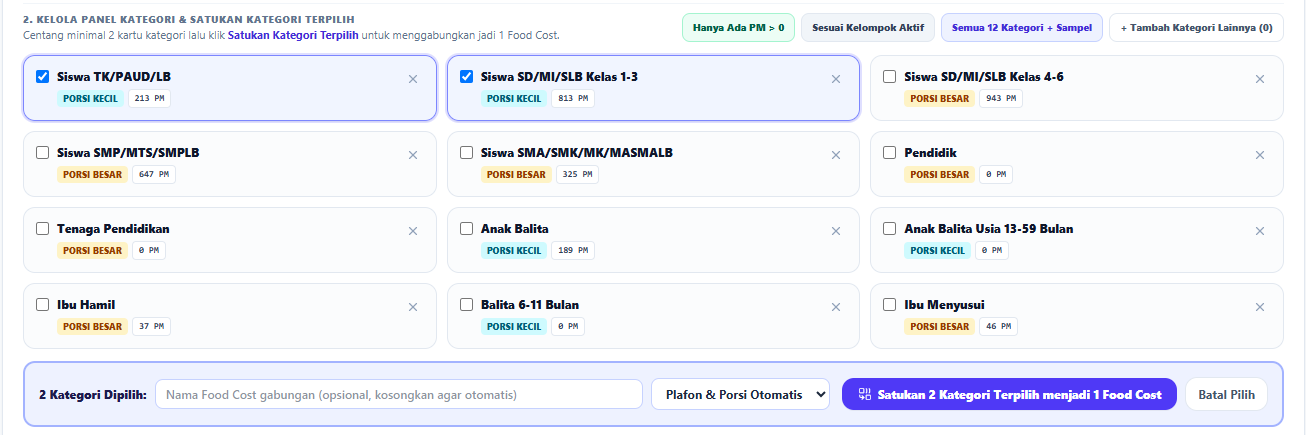 2. KELOLA PANEL KATEGORI & SATUKAN KATEGORI TERPILIH
Centang minimal 2 kartu kategori lalu klik Satukan Kategori Terpilih untuk menggabungkan jadi 1 Food Cost.
Hanya Ada PM > 0
Sesuai Kelompok Aktif
Semua 12 Kategori + Sampel
+ Tambah Kategori Lainnya (0)
Siswa TK/PAUD/LB
PORSI KECIL 213 PM
Siswa SD/MI/SLB Kelas 1-3
PORSI KECIL 813 PM
Siswa SD/MI/SLB Kelas 4-6
PORSI BESAR 943 PM
Siswa SMP/MTS/SMPLB
PORSI BESAR 647 PM
Siswa SMA/SMK/MK/MASMALB
PORSI BESAR 325 PM
Pendidik
PORSI BESAR 0 PM
Tenaga Pendidikan
PORSI BESAR 0 PM
Anak Balita
PORSI KECIL 189 PM
Anak Balita Usia 13-59 Bulan
PORSI KECIL 0 PM
Ibu Hamil
PORSI BESAR 37 PM
Balita 6-11 Bulan
PORSI KECIL 0 PM
Ibu Menyusui
PORSI BESAR 46 PM
2 Kategori Dipilih:
Nama Food Cost gabungan (opsional, kosongkan agar otomatis)
Plafon & Porsi Otomatis
Satukan 2 Kategori Terpilih menjadi 1 Food Cost
Batal Pilih